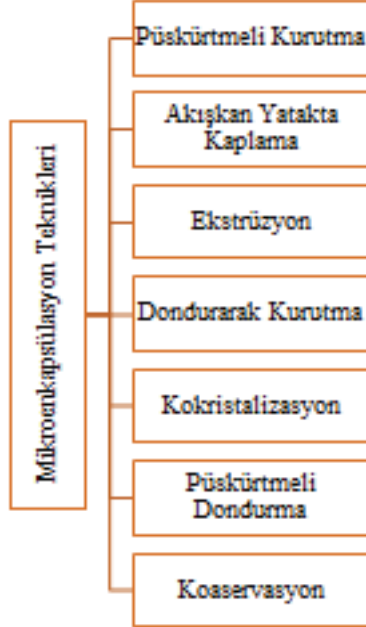 Mikroenkapsülasyon Teknikleri
Püskürtmeli Kurutma
Akışkan Yatakta
Kaplama
Ekstrüzyon
Dondurarak Kurutma
Kokristalizasyon
Püskürtmeli
Dondurma
Koaservasyon